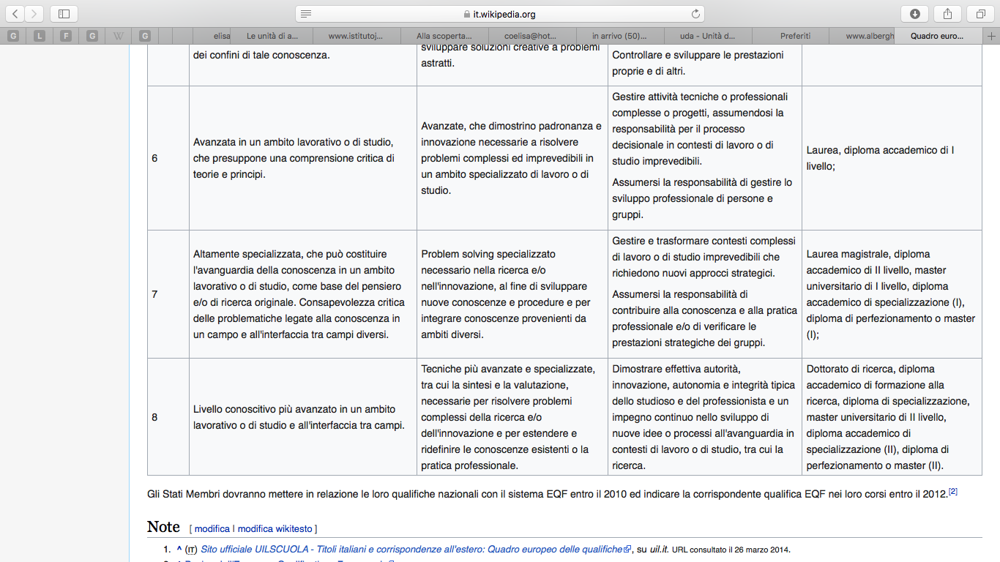 it.wikipedia.org
G L F G W G elisa Le unità di a... www.istitutoj... Alla scoperta... coelisa@hot... in arrivo (50)... uda - Unità d... Preferiti www.albergh Quadro euro...
dei confini di tale conoscenza.
sviluppare soluzioni creative a problemi
astratti.
Controllare e sviluppare le prestazioni
proprie e di altri.
6
Avanzata in un ambito lavorativo o di studio,
che presuppone una comprensione critica di
teorie e principi.
Avanzate, che dimostrino padronanza e
innovazione necessarie a risolvere
problemi complessi ed imprevedibili in
un ambito specializzato di lavoro o di
studio.
Gestire attività tecniche o professionali
complesse o progetti, assumendosi la
responsabilità per il processo
decisionale in contesti di lavoro o di
studio imprevedibili.
Assumersi la responsabilità di gestire lo
sviluppo professionale di persone e
gruppi.
Laurea, diploma accademico di I
livello;
7
Altamente specializzata, che può costituire
l'avanguardia della conoscenza in un ambito
lavorativo o di studio, come base del pensiero
e/o di ricerca originale. Consapevolezza critica
delle problematiche legate alla conoscenza in
un campo e all'interfaccia tra campi diversi.
Problem solving specializzato
necessario nella ricerca e/o
nell'innovazione, al fine di sviluppare
nuove conoscenze e procedure e per
integrare conoscenze provenienti da
ambiti diversi.
Gestire e trasformare contesti complessi
di lavoro o di studio imprevedibili che
richiedono nuovi approcci strategici.
Assumersi la responsabilità di
contribuire alla conoscenza e alla pratica
professionale e/o di verificare le
prestazioni strategiche dei gruppi.
Laurea magistrale, diploma
accademico di II livello, master
universitario di I livello, diploma
accademico di specializzazione (I),
diploma di perfezionamento o master
(I);
8
Livello conoscitivo più avanzato in un ambito
lavorativo o di studio e all'interfaccia tra campi.
Tecniche più avanzate e specializzate,
tra cui la sintesi e la valutazione,
necessarie per risolvere problemi
complessi della ricerca e/o
dell'innovazione e per estendere e
ridefinire le conoscenze esistenti o la
pratica professionale.
Dimostrare effettiva autorità,
innovazione, autonomia e integrità tipica
dello studioso e del professionista e un
impegno continuo nello sviluppo di
nuove idee o processi all'avanguardia in
contesti di lavoro o di studio, tra cui la
ricerca.
Dottorato di ricerca, diploma
accademico di formazione alla
ricerca, diploma di specializzazione,
master universitario di II livello,
diploma accademico di
specializzazione (II), diploma di
perfezionamento o master (II).
Gli Stati Membri dovranno mettere in relazione le loro qualifiche nazionali con il sistema EQF entro il 2010 ed indicare la corrispondente qualifica EQF nei loro corsi entro il 2012.[2]
Note [ modifica | modifica wikitesto ]
1. ^ (IT) Sito ufficiale UILSCUOLA - Titoli italiani e corrispondenze all'estero: Quadro europeo delle qualifiche, su uil.it. URL consultato il 26 marzo 2014.